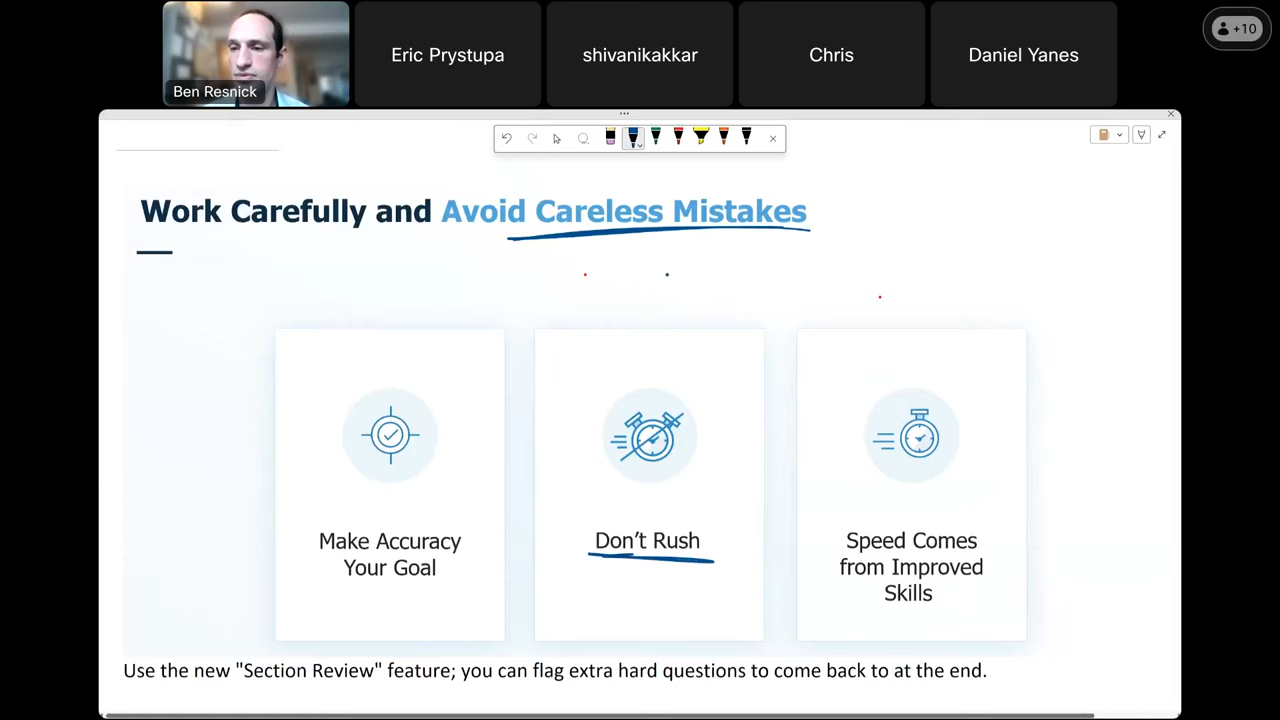 Ben Resnick
Eric Prystupa
shivanikakkar
Chris
Daniel Yanes
+10
Work Carefully and Avoid Careless Mistakes
Make Accuracy
Your Goal
Don't Rush
Speed Comes
from Improved
Skills
Use the new "Section Review" feature; you can flag extra hard questions to come back to at the end.